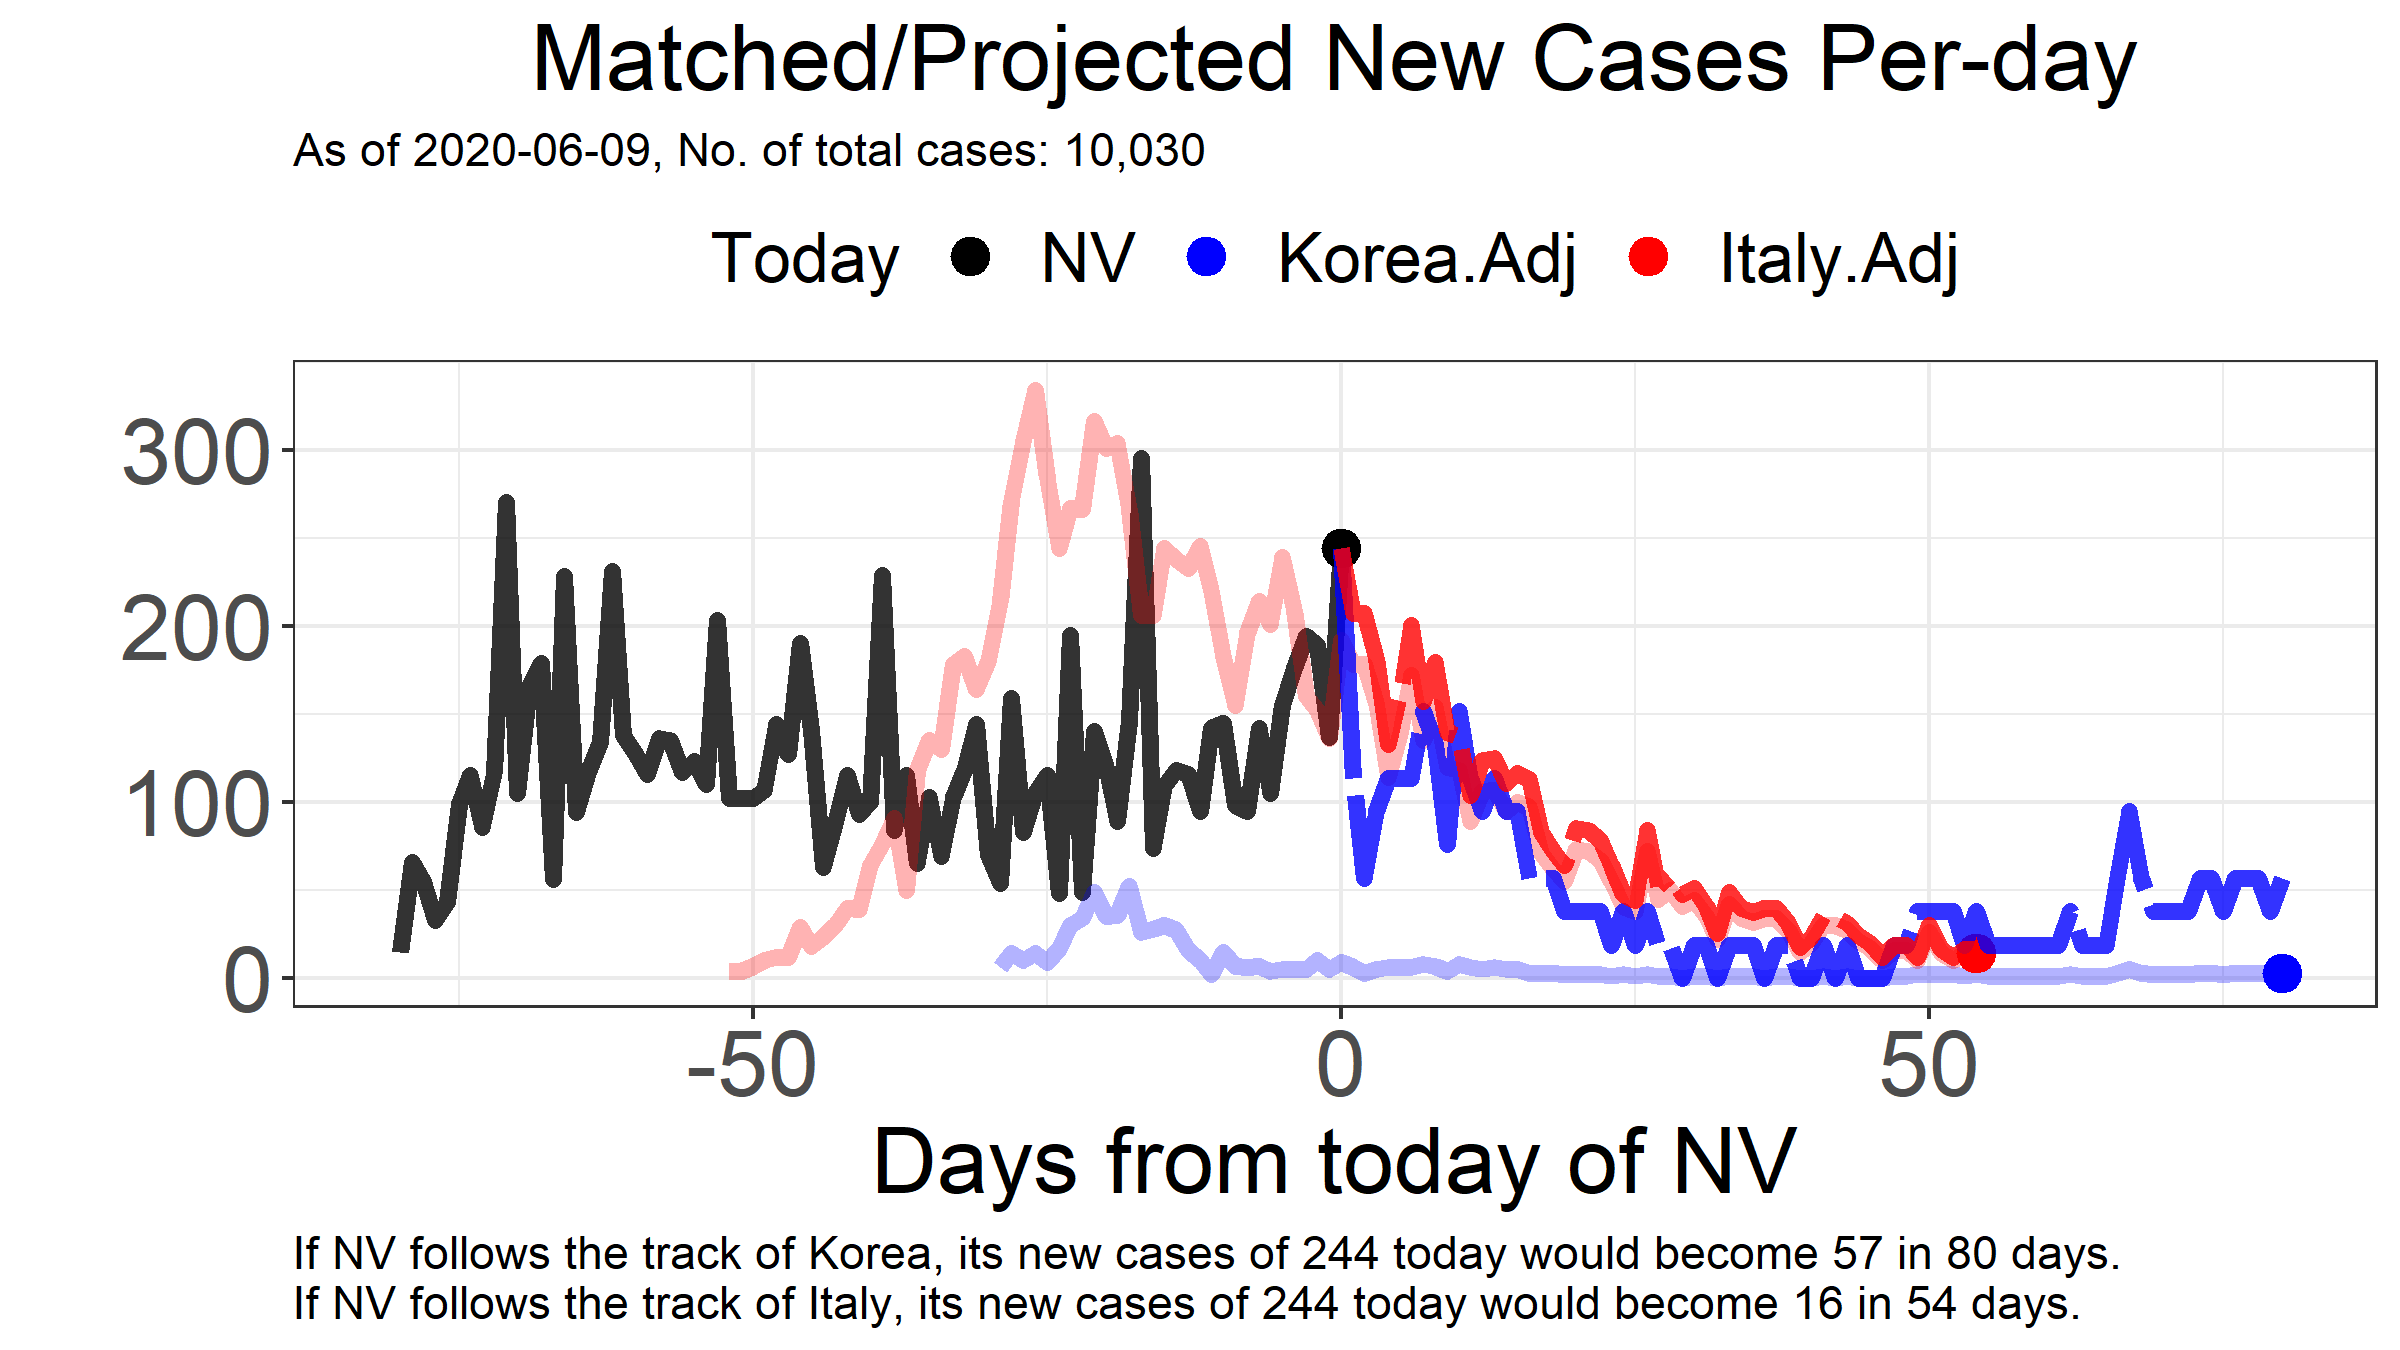 Matched/Projected New Cases Per-day
As of 2020-06-09, No. of total cases: 10,030
Today NV Korea.Adj Italy.Adj
300
200
100
0
-50 0 50
Days from today of NV
If NV follows the track of Korea, its new cases of 244 today would become 57 in 80 days.
If NV follows the track of Italy, its new cases of 244 today would become 16 in 54 days.